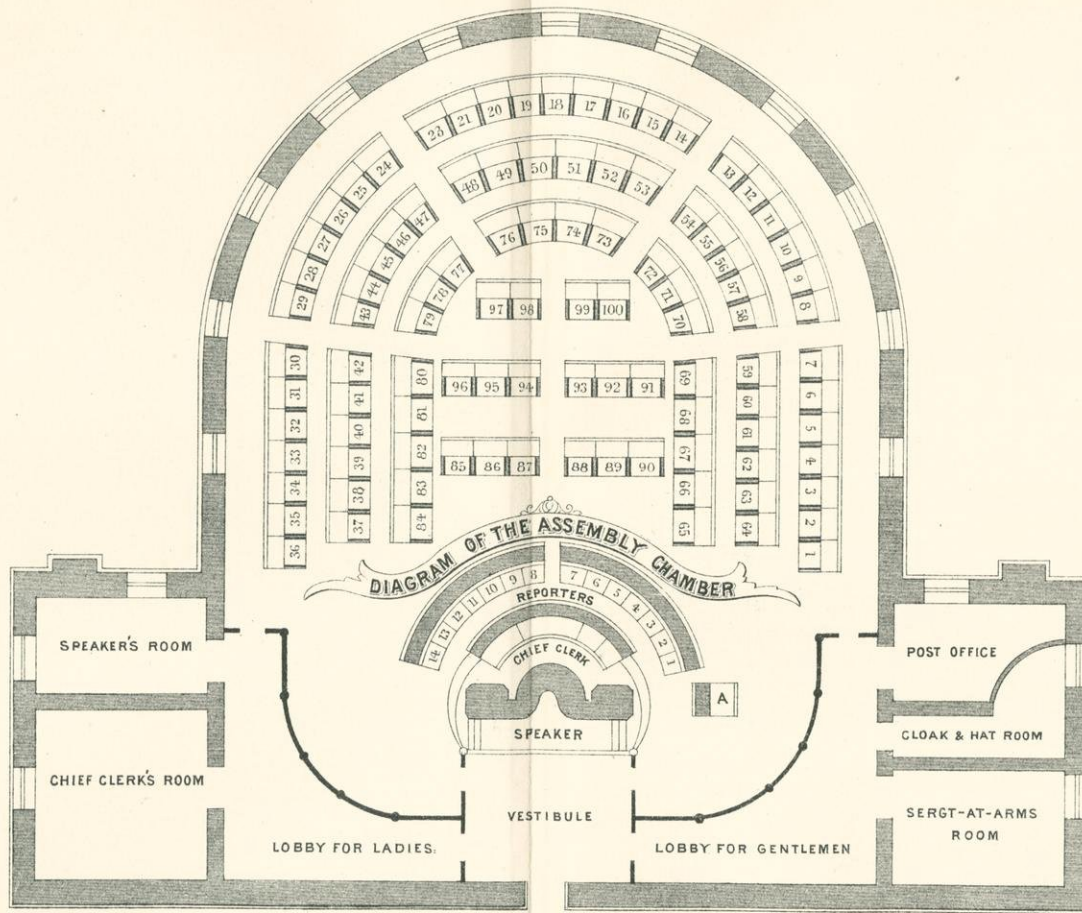 23 21 20 19 18 17 16 15 14
48 49 50 51 52 53
76 75 74 73
29 28 27 26 25 24
43 44 45 46 47
79 78 77
13 12 11 10 9 8
54 55 56 57 58
72 71 70
97 98 99 100
30 31 32 33 34 35 36
42 41 40 39 38 37
80 81 82 83 84
96 95 94 93 92 91
85 86 87 88 89 90
69 68 67 66 65
59 60 61 62 63 64
7 6 5 4 3 2 1
DIAGRAM OF THE ASSEMBLY CHAMBER
14 13 12 11 10 9 8 7 6 5 4 3 2 1
REPORTERS
CHIEF CLERK
SPEAKER
A
SPEAKER'S ROOM
CHIEF CLERK'S ROOM
LOBBY FOR LADIES.
VESTIBULE
LOBBY FOR GENTLEMEN
POST OFFICE
CLOAK & HAT ROOM
SERGT-AT-ARMS
ROOM